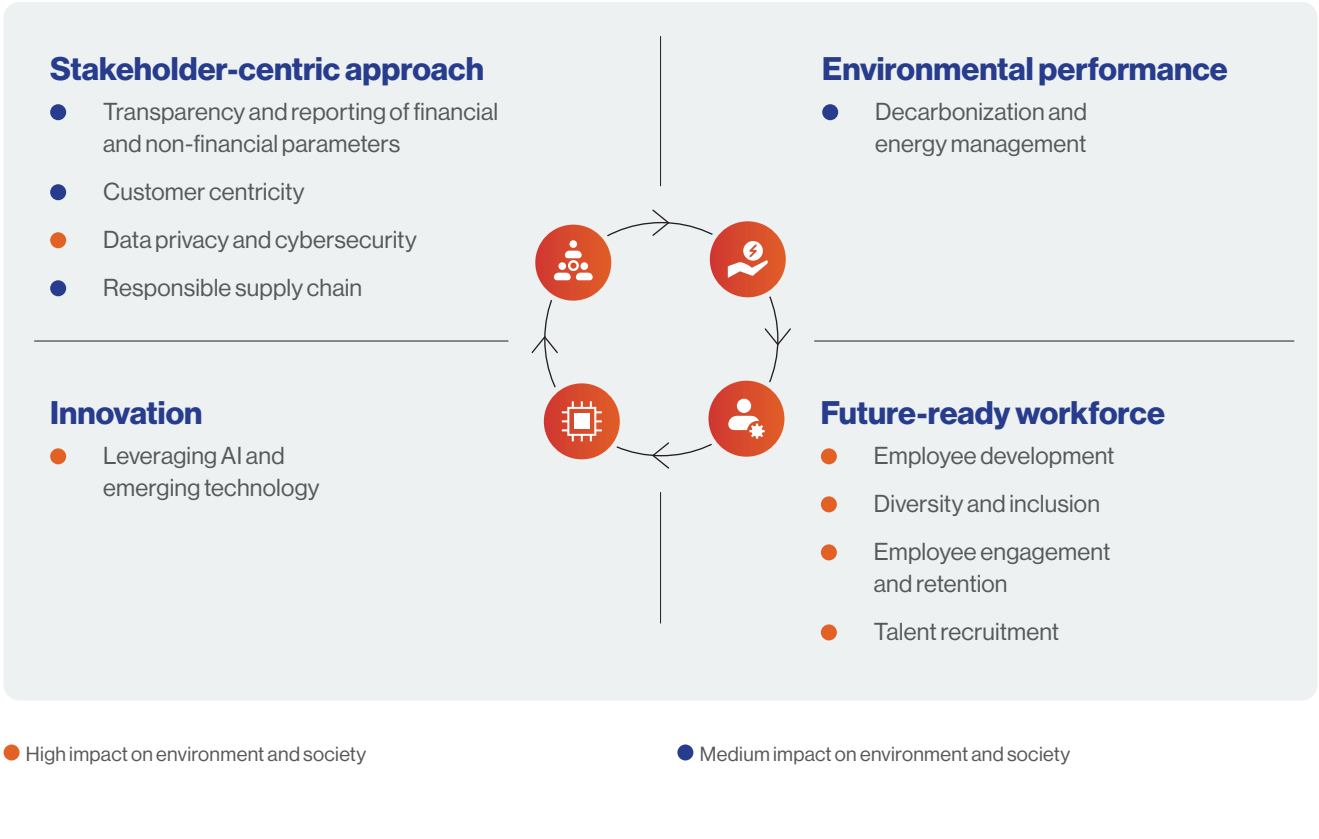 Stakeholder-centric approach
Transparency and reporting of financial
and non-financial parameters
Customer centricity
Data privacy and cybersecurity
Responsible supply chain
Environmental performance
Decarbonization and
energy management
Innovation
Leveraging AI and
emerging technology
Future-ready workforce
Employee development
Diversity and inclusion
Employee engagement
and retention
Talent recruitment
High impact on environment and society
Medium impact on environment and society